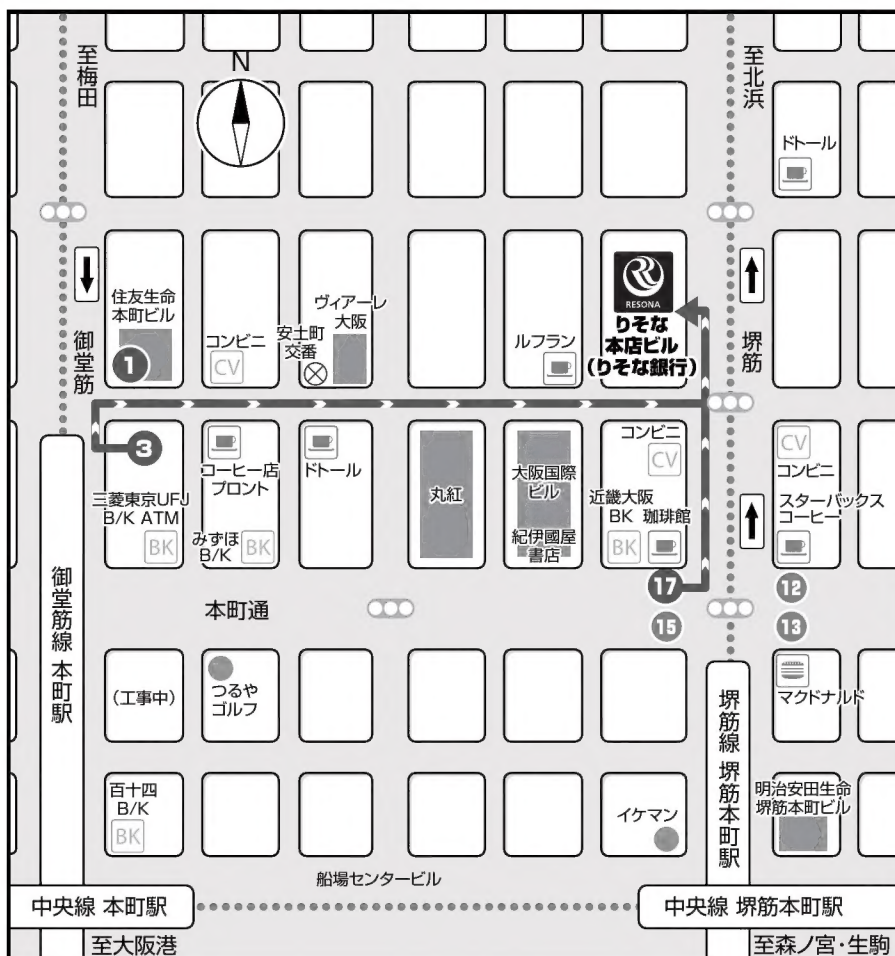 至梅田
N
至北浜
ドトール
住友生命
本町ビル
1
御堂筋
コンビニ
CV
安土町
交番
ヴィアーレ
大阪
ルフラン
RESONA
りそな
本店ビル
(りそな銀行)
堺筋
3
三菱東京UFJ
B/K ATM
BK
コーヒー店
プロント
みずほ
B/K
BK
ドトール
丸紅
大阪国際
ビル
紀伊國屋
書店
コンビニ
CV
近畿大阪
BK
BK
珈琲館
CV
コンビニ
スターバックス
コーヒー
17
15
12
13
本町通
御堂筋線 本町駅
(工事中)
つるや
ゴルフ
マクドナルド
堺筋線 堺筋本町駅
百十四
B/K
BK
イケマン
明治安田生命
堺筋本町ビル
船場センタービル
中央線 本町駅
中央線 堺筋本町駅
至大阪港
至森ノ宮・生駒